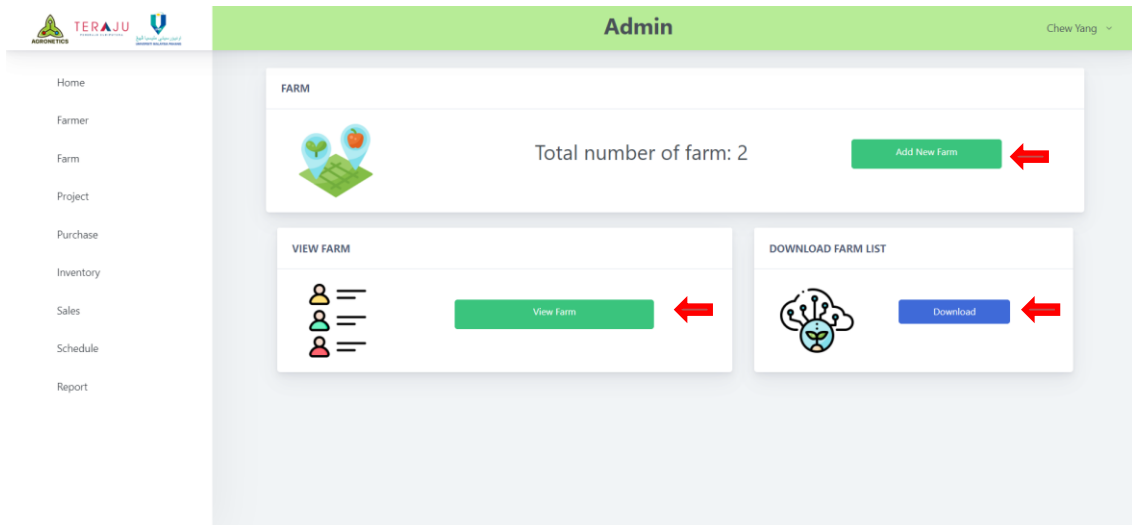 AGRONETICS
TERAJU
Admin
Chew Yang
Home
Farmer
Farm
Project
Purchase
Inventory
Sales
Schedule
Report
FARM
Total number of farm: 2
Add New Farm
VIEW FARM
View Farm
DOWNLOAD FARM LIST
Download